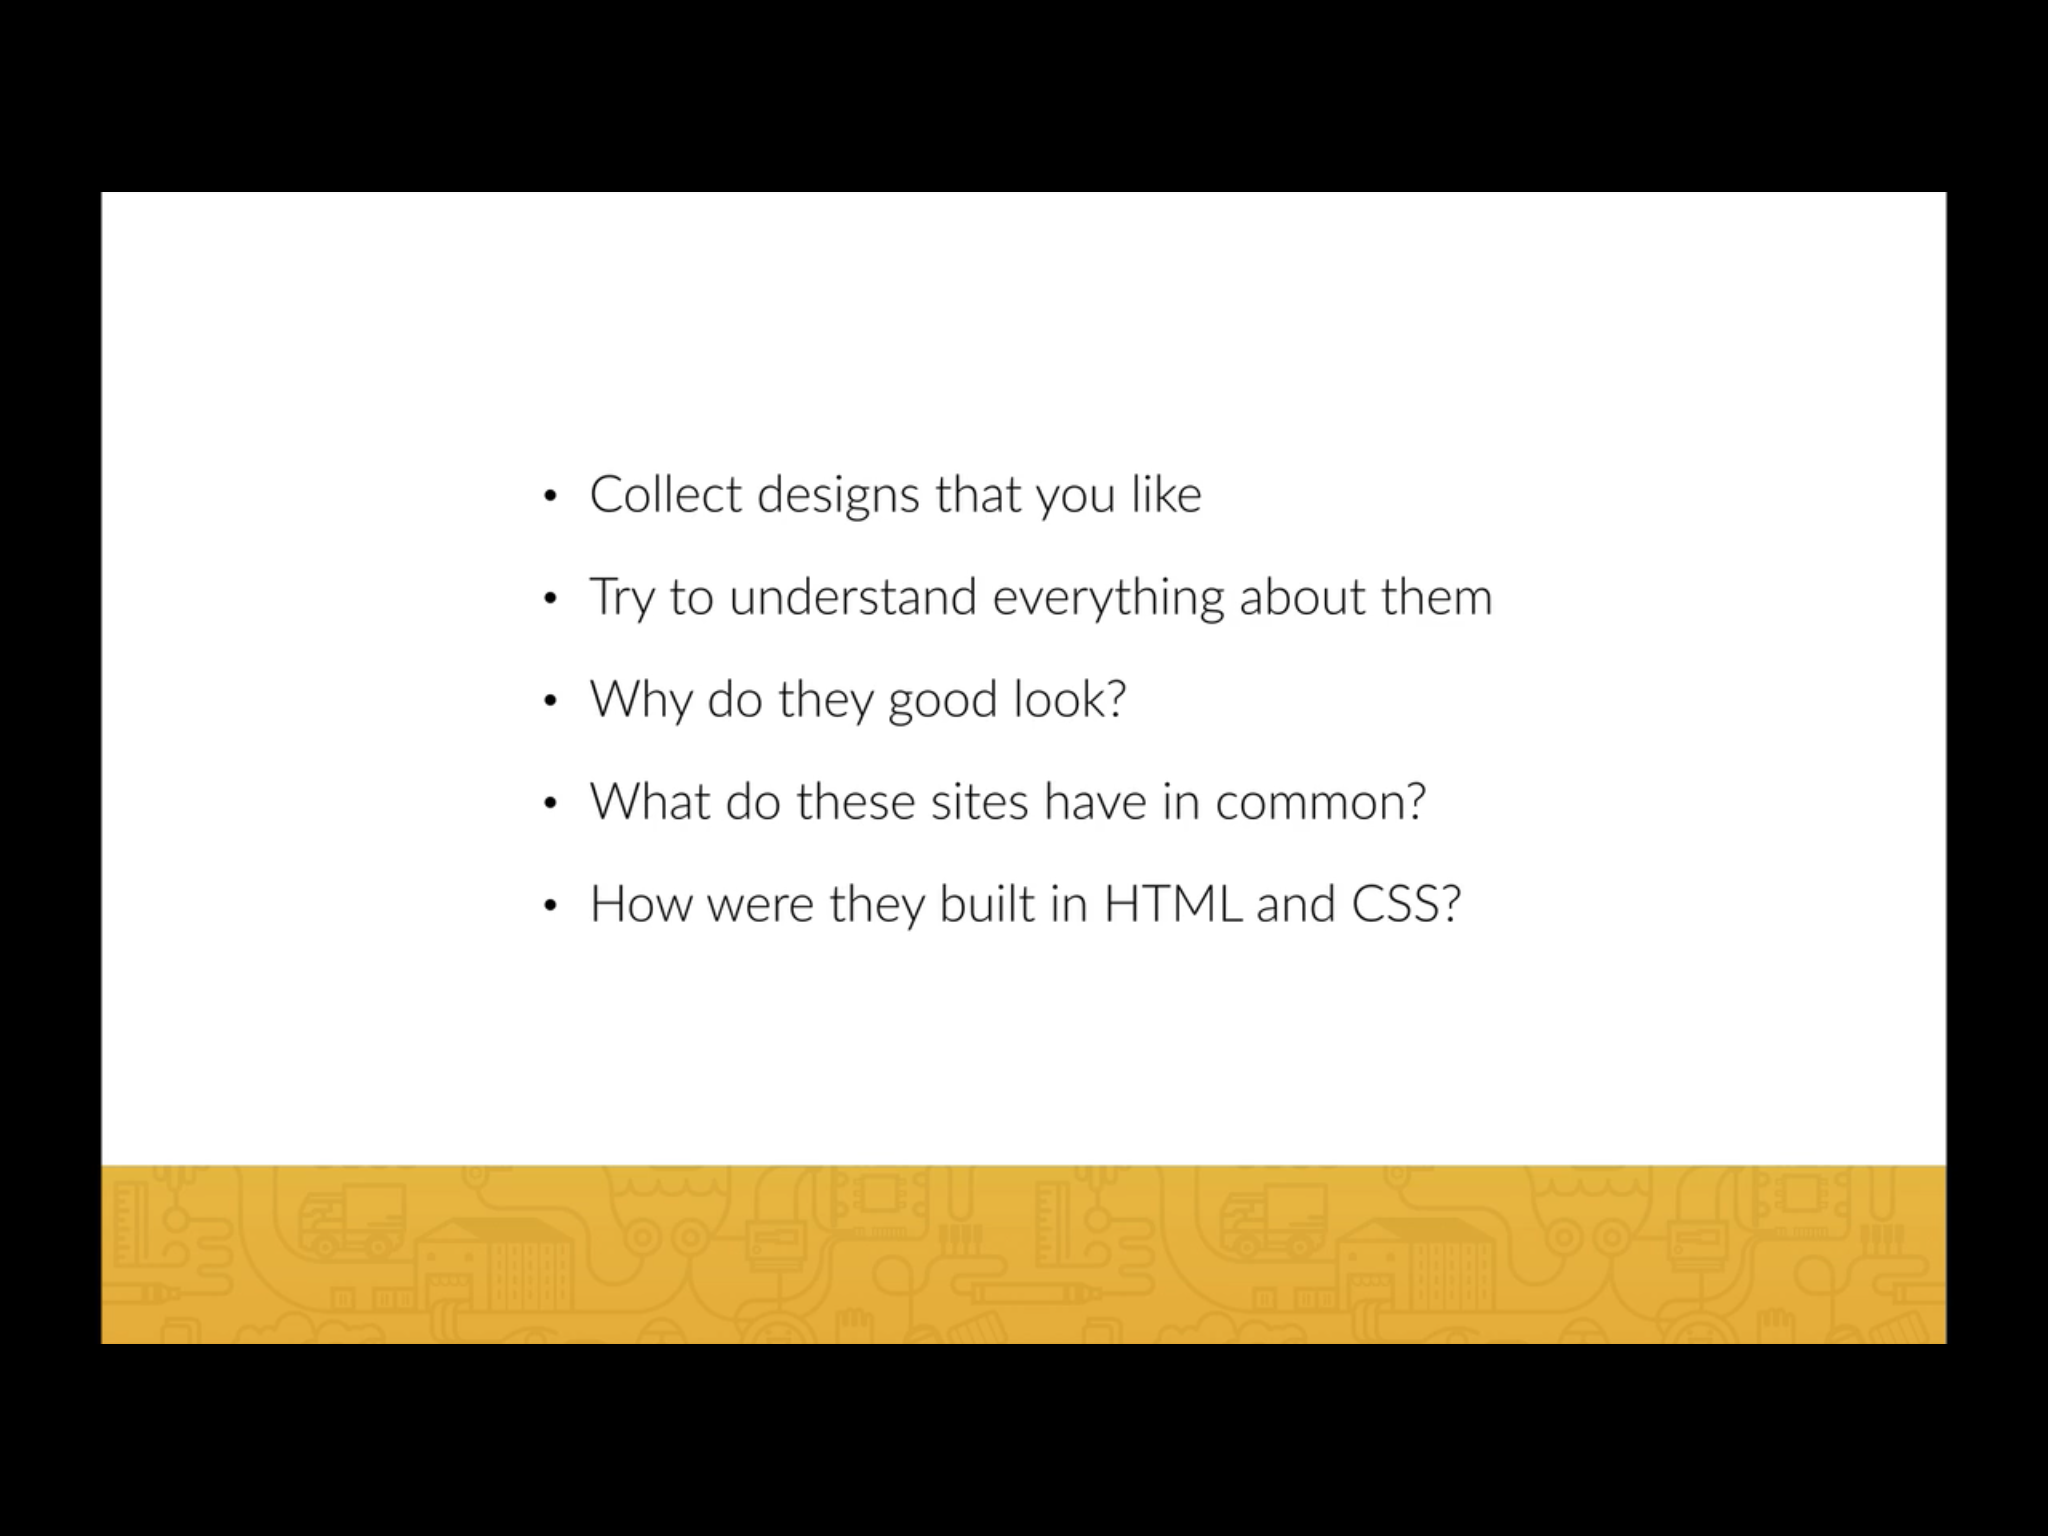 • Collect designs that you like
• Try to understand everything about them
• Why do they good look?
• What do these sites have in common?
• How were they built in HTML and CSS?